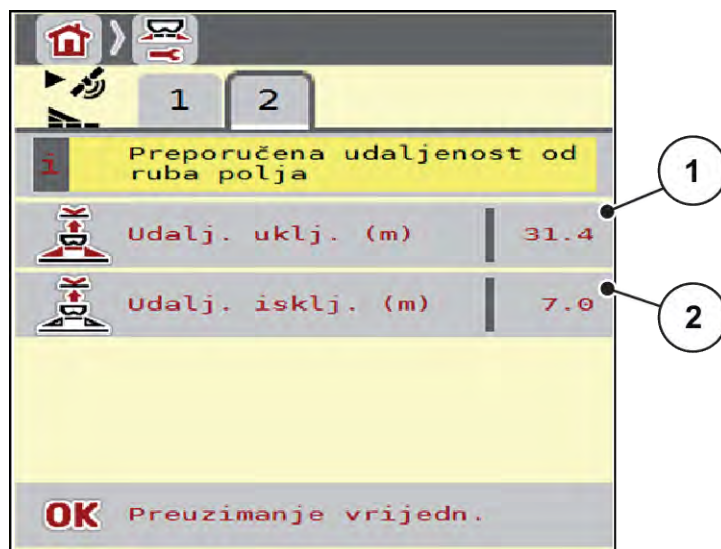 1 2
i Preporučena udaljenost od
ruba polja
Udalj. uklj. (m) 31.4
1
Udalj. isklj. (m) 7.0
2
OK Preuzimanje vrijedn.